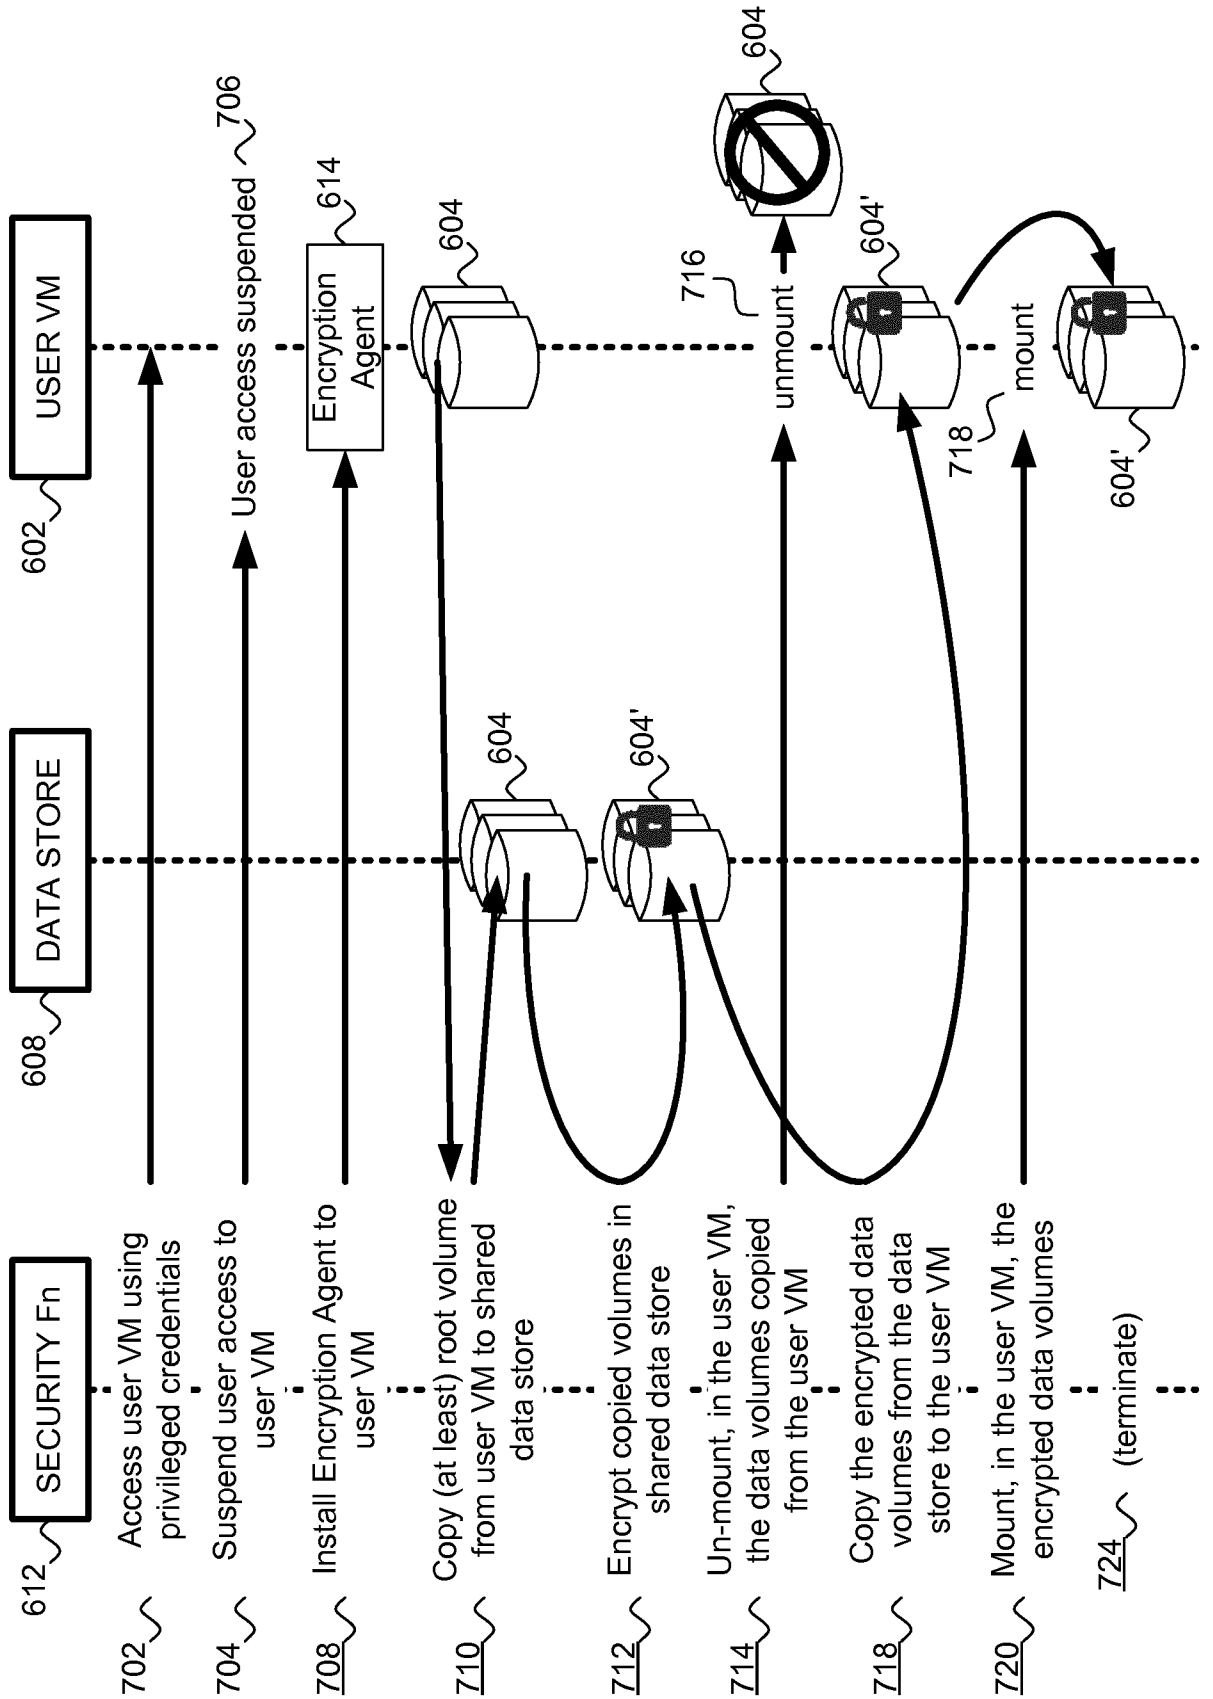 612
SECURITY Fn
608
DATA STORE
602
USER VM
702
Access user VM using
privileged credentials
704
Suspend user access to
user VM
User access suspended
706
708
Install Encryption Agent to
user VM
Encryption
Agent
614
710
Copy (at least) root volume
from user VM to shared
data store
604
604
712
Encrypt copied volumes in
shared data store
604'
714
Un-mount, in the user VM,
the data volumes copied
from the user VM
unmount
716
604
718
Copy the encrypted data
volumes from the data
store to the user VM
604'
720
Mount, in the user VM, the
encrypted data volumes
718
mount
604'
724
(terminate)